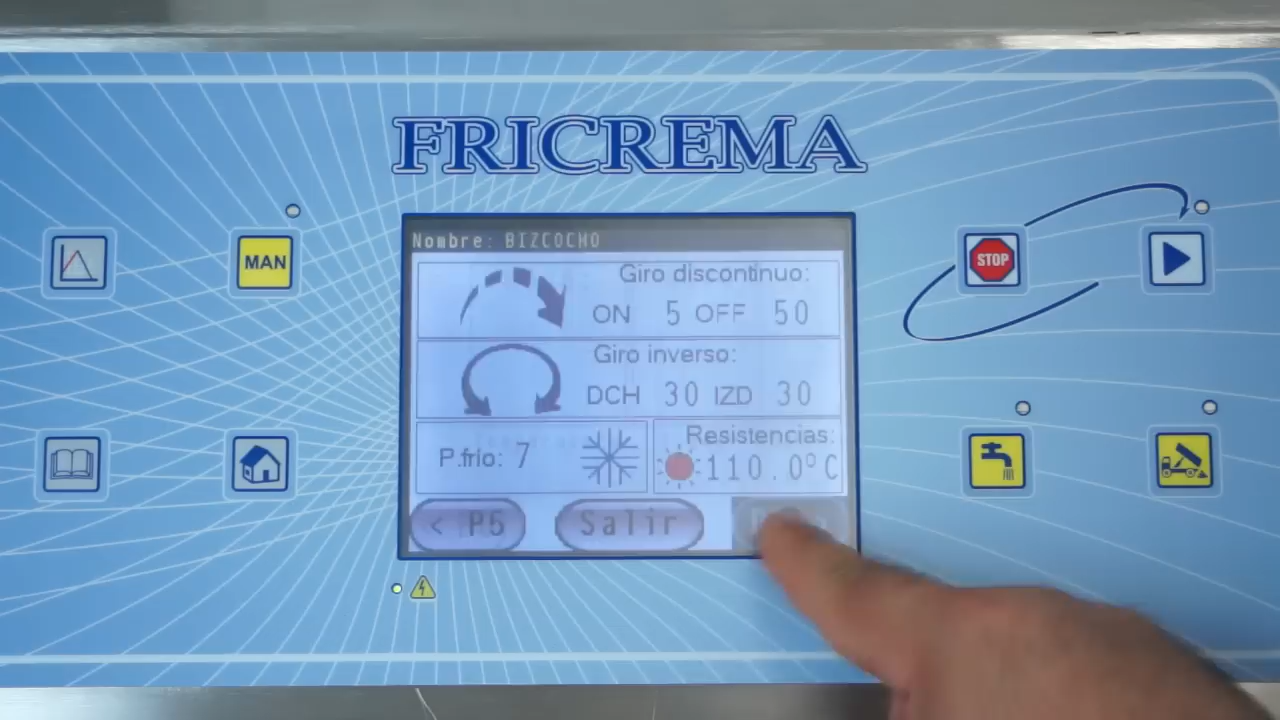 FRICREMA
Nombre: BIZCOCHO
Giro discontinuo:
ON 5 OFF 50
Giro inverso:
DCH 30 IZD 30
P.frio: 7
Resistencias:
110.0ºC
< P5
Salir
MAN
STOP